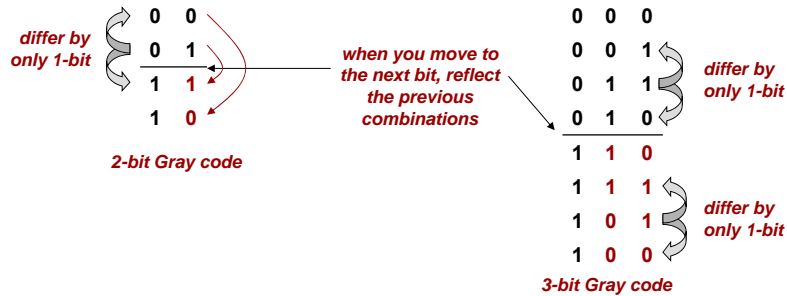 0 0
0 1
1 1
1 0
differ by
only 1-bit
2-bit Gray code
when you move to
the next bit, reflect
the previous
combinations
0 0 0
0 0 1
0 1 1
0 1 0
1 1 0
1 1 1
1 0 1
1 0 0
differ by
only 1-bit
differ by
only 1-bit
3-bit Gray code